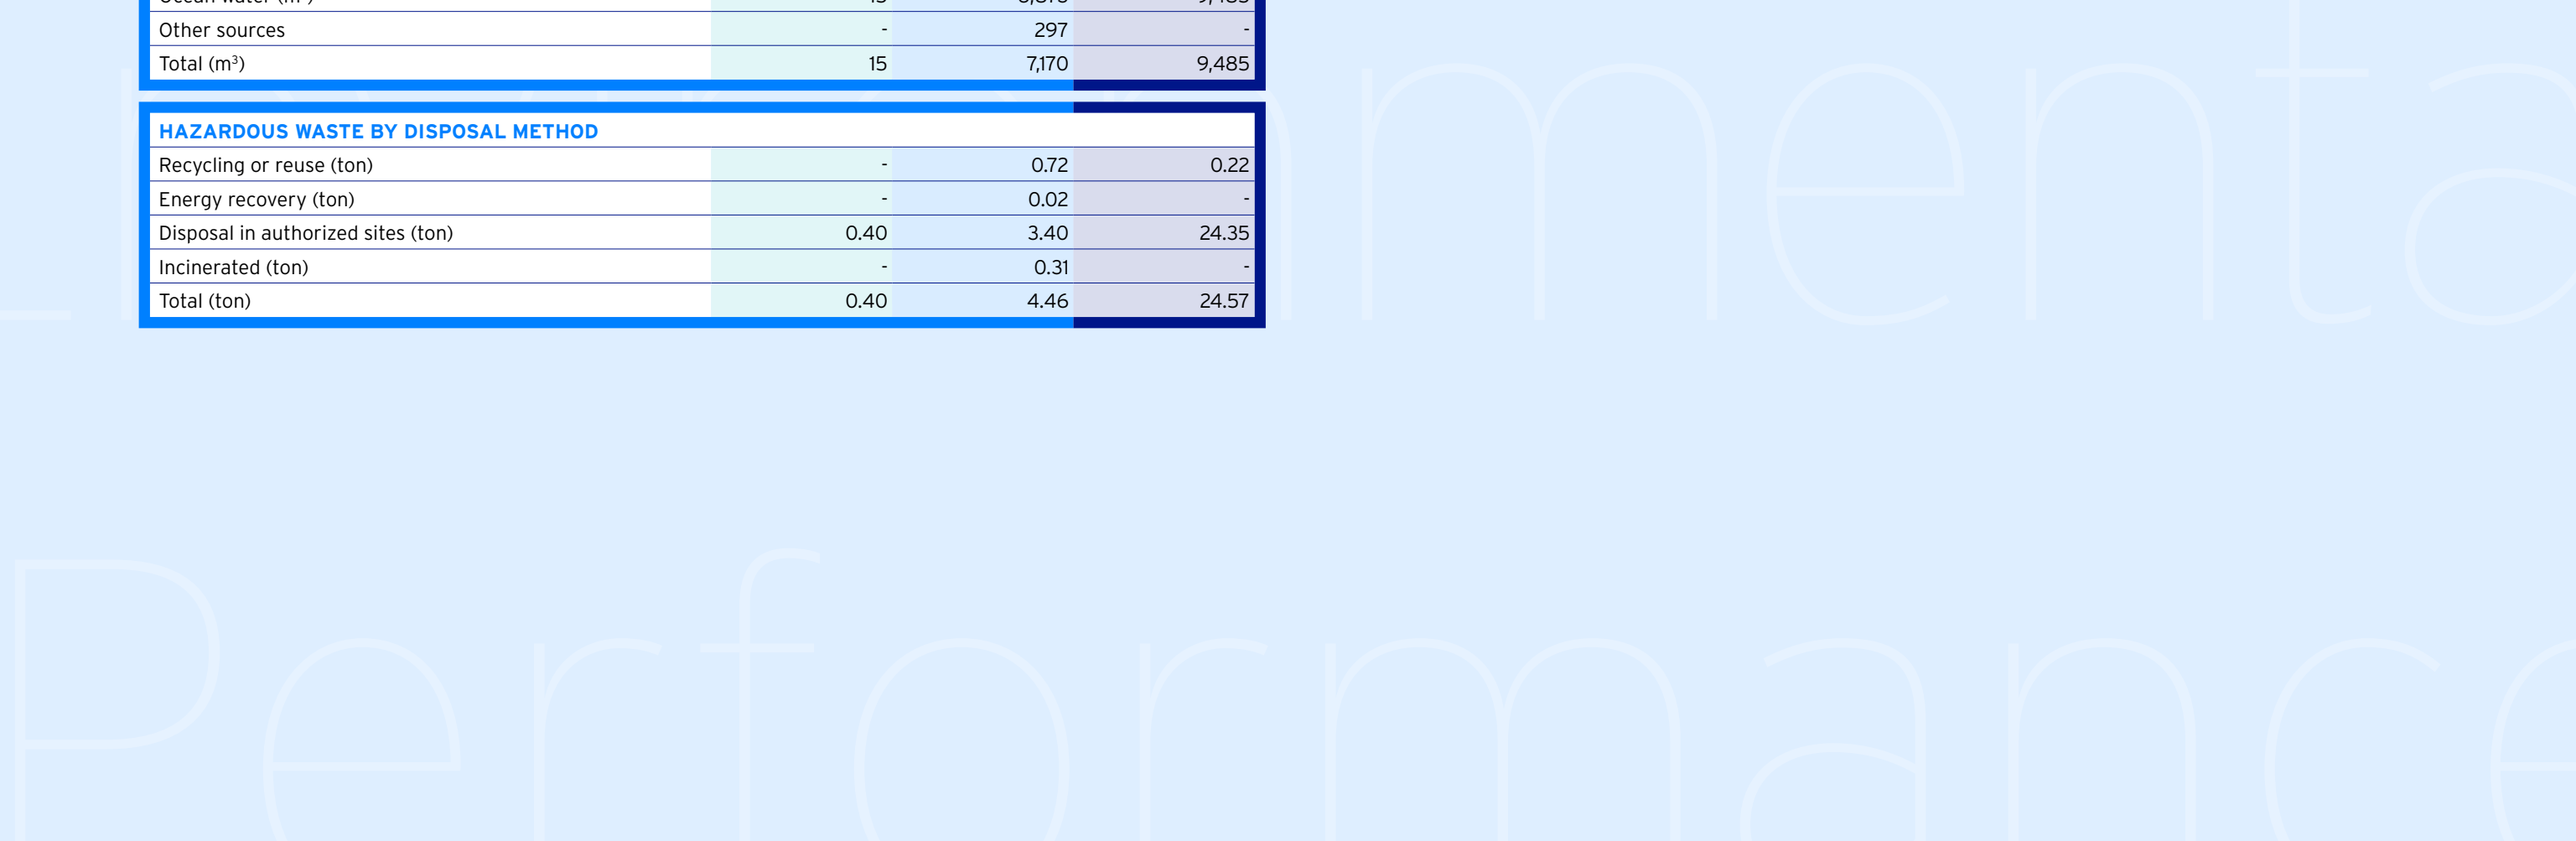 Other sources - 297 -
Total (m³) 15 7,170 9,485
HAZARDOUS WASTE BY DISPOSAL METHOD
Recycling or reuse (ton) - 0.72 0.22
Energy recovery (ton) - 0.02 -
Disposal in authorized sites (ton) 0.40 3.40 24.35
Incinerated (ton) - 0.31 -
Total (ton) 0.40 4.46 24.57
Performance